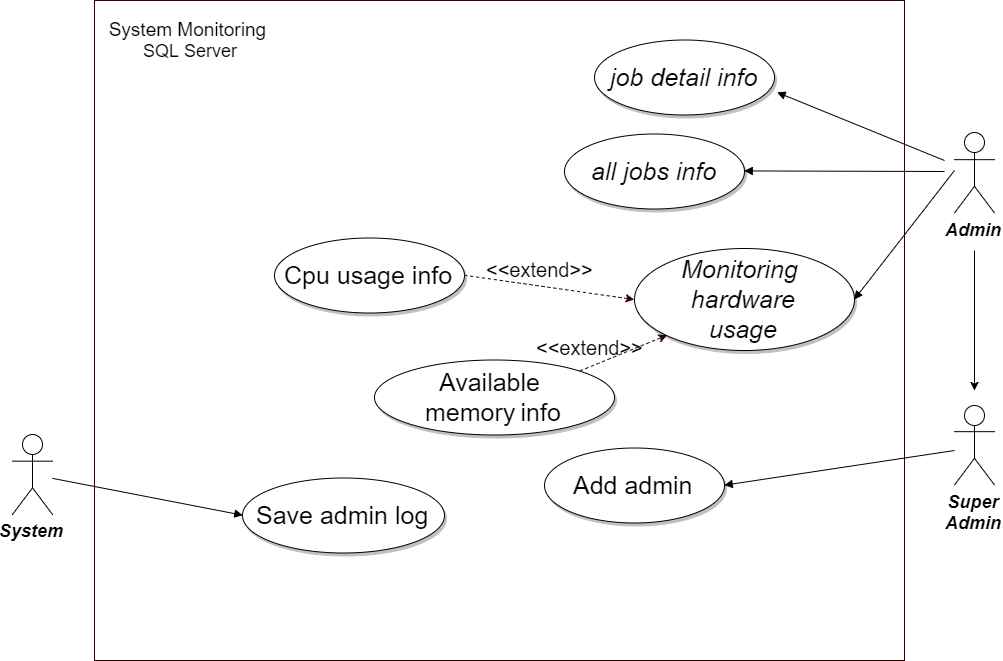 System Monitoring
SQL Server
job detail info
all jobs info
Admin
Cpu usage info
<<extend>>
Monitoring
hardware
usage
<<extend>>
Available
memory info
Add admin
Super
Admin
Save admin log
System